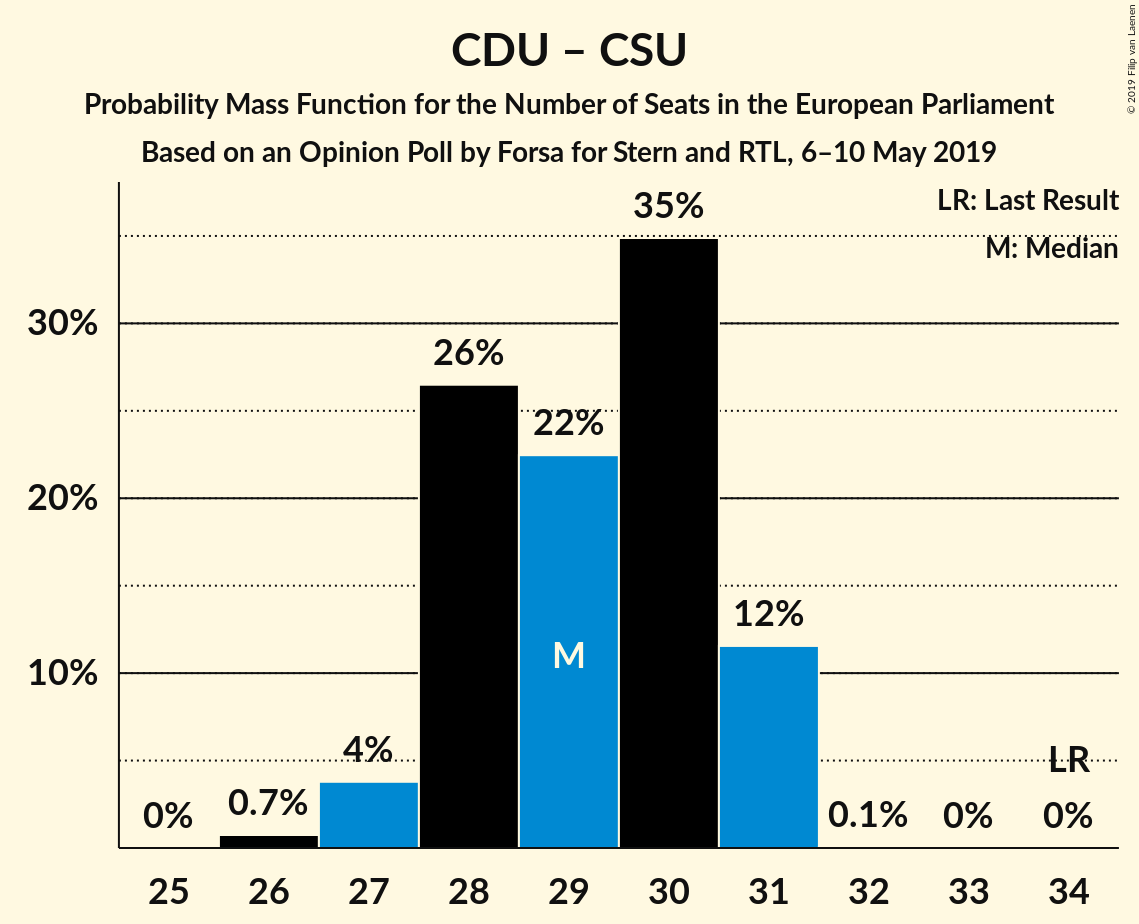 CDU – CSU
Probability Mass Function for the Number of Seats in the European Parliament
Based on an Opinion Poll by Forsa for Stern and RTL, 6–10 May 2019
© 2019 Filip van Laenen
LR: Last Result
M: Median
35%
30%
26%
22%
20%
12%
M
10%
4%
LR
0%
0.7%
0.1%
0%
0%
25 26 27 28 29 30 31 32 33 34